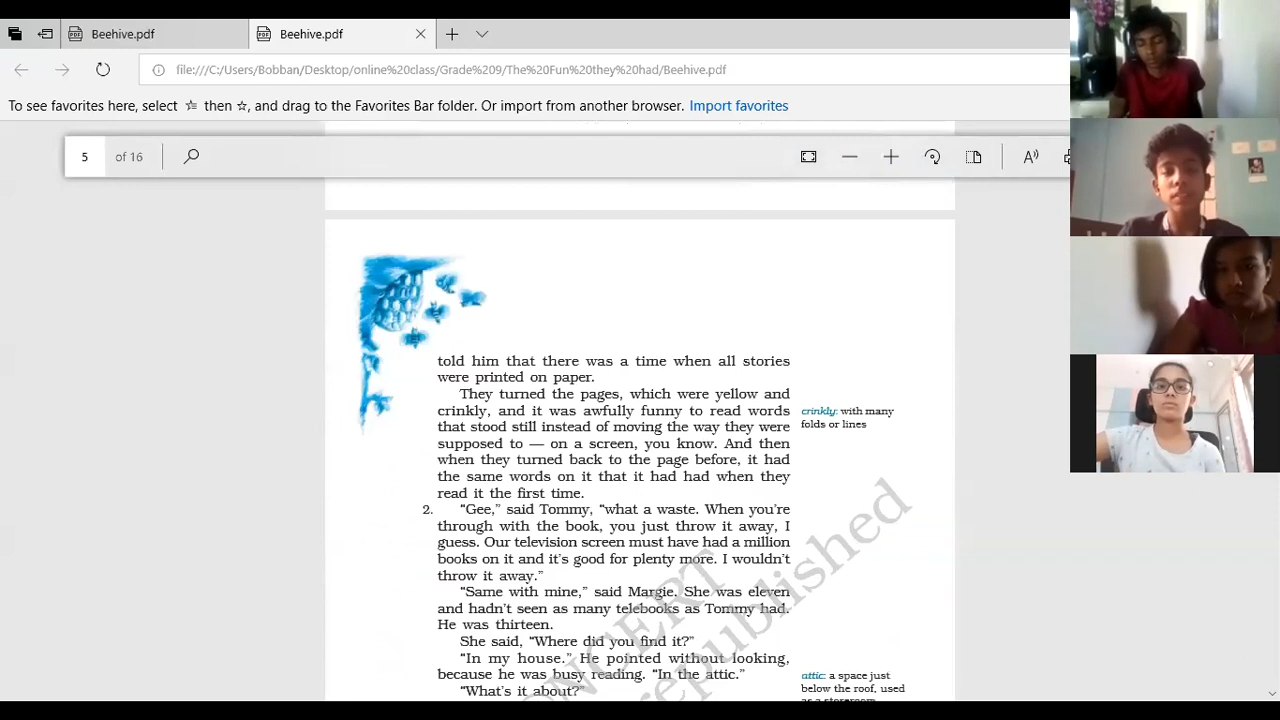 Beehive.pdf
Beehive.pdf
file:///C:/Users/Bobban/Desktop/online%20class/Grade%209/The%20Fun%20they%20had/Beehive.pdf
To see favorites here, select then, and drag to the Favorites Bar folder. Or import from another browser. Import favorites
5 of 16
told him that there was a time when all stories
were printed on paper.
They turned the pages, which were yellow and
crinkly, and it was awfully funny to read words
that stood still instead of moving the way they were
supposed to — on a screen, you know. And then
when they turned back to the page before, it had
the same words on it that it had had when they
read it the first time.
crinkly: with many
folds or lines
2. “Gee,” said Tommy, “what a waste. When you’re
through with the book, you just throw it away, I
guess. Our television screen must have had a million
books on it and it’s good for plenty more. I wouldn’t
throw it away.”
“Same with mine,” said Margie. She was eleven
and hadn’t seen as many telebooks as Tommy had.
He was thirteen.
She said, “Where did you find it?”
“In my house.” He pointed without looking,
because he was busy reading. “In the attic.”
“What’s it about?”
attic: a space just
below the roof, used
as a storeroom
NCERT
republished